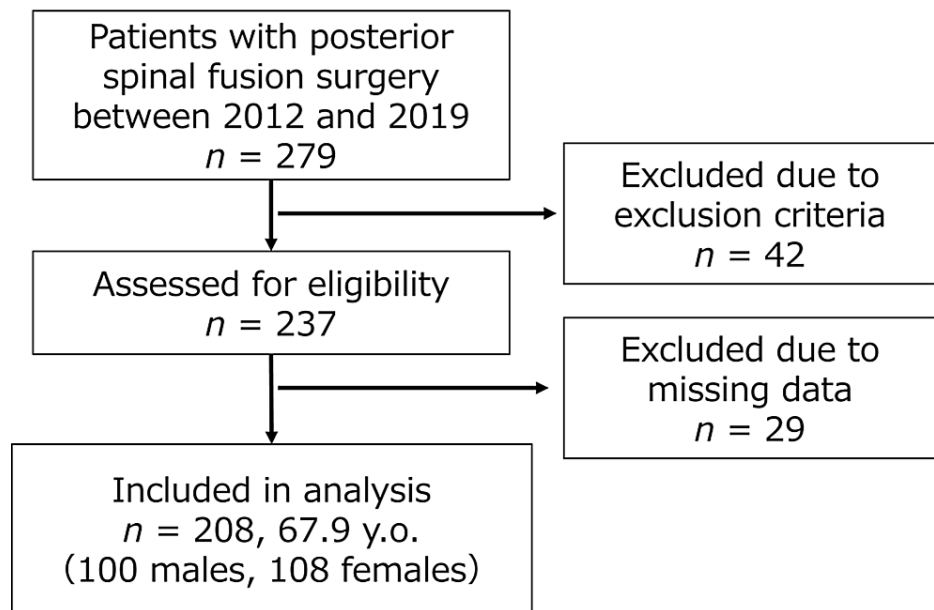 Patients with posterior
spinal fusion surgery
between 2012 and 2019
n = 279
Excluded due to
exclusion criteria
n = 42
Assessed for eligibility
n = 237
Excluded due to
missing data
n = 29
Included in analysis
n = 208, 67.9 y.o.
(100 males, 108 females)